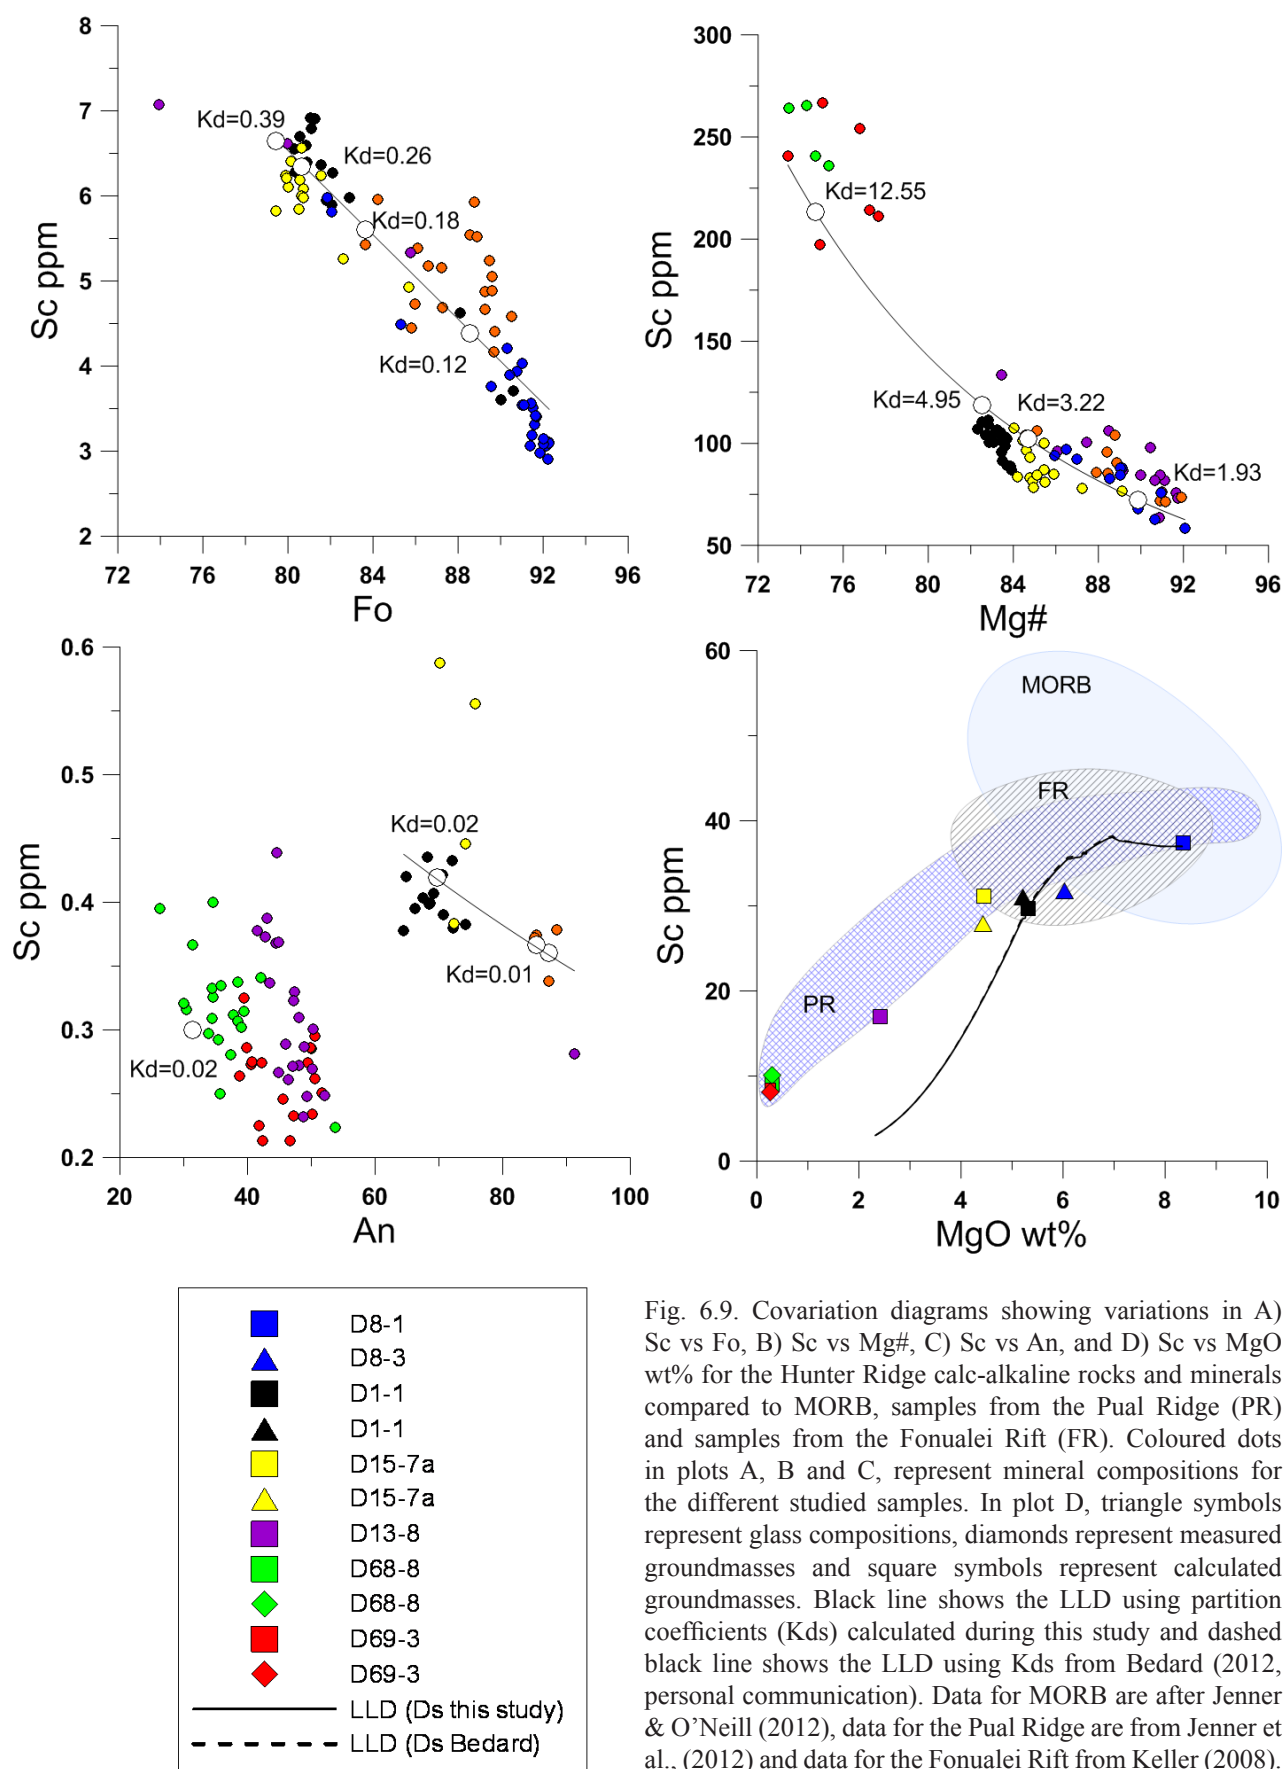 8
7
6
5
4
3
2
Sc ppm
Kd=0.39
Kd=0.26
Kd=0.18
Kd=0.12
72 76 80 84 88 92 96
Fo
300
250
200
150
100
50
Sc ppm
Kd=12.55
Kd=4.95
Kd=3.22
Kd=1.93
72 76 80 84 88 92 96
Mg#
0.6
0.5
0.4
0.3
0.2
Sc ppm
Kd=0.02
Kd=0.01
Kd=0.02
20 40 60 80 100
An
60
40
20
0
Sc ppm
MORB
FR
PR
0 2 4 6 8 10
MgO wt%
D8-1
D8-3
D1-1
D1-1
D15-7a
D15-7a
D13-8
D68-8
D68-8
D69-3
D69-3
LLD (Ds this study)
LLD (Ds Bedard)
Fig. 6.9. Covariation diagrams showing variations in A)
Sc vs Fo, B) Sc vs Mg#, C) Sc vs An, and D) Sc vs MgO
wt% for the Hunter Ridge calc-alkaline rocks and minerals
compared to MORB, samples from the Pual Ridge (PR)
and samples from the Fonualei Rift (FR). Coloured dots
in plots A, B and C, represent mineral compositions for
the different studied samples. In plot D, triangle symbols
represent glass compositions, diamonds represent measured
groundmasses and square symbols represent calculated
groundmasses. Black line shows the LLD using partition
coefficients (Kds) calculated during this study and dashed
black line shows the LLD using Kds from Bedard (2012,
personal communication). Data for MORB are after Jenner
& O'Neill (2012), data for the Pual Ridge are from Jenner et
al., (2012) and data for the Fonualei Rift from Keller (2008).